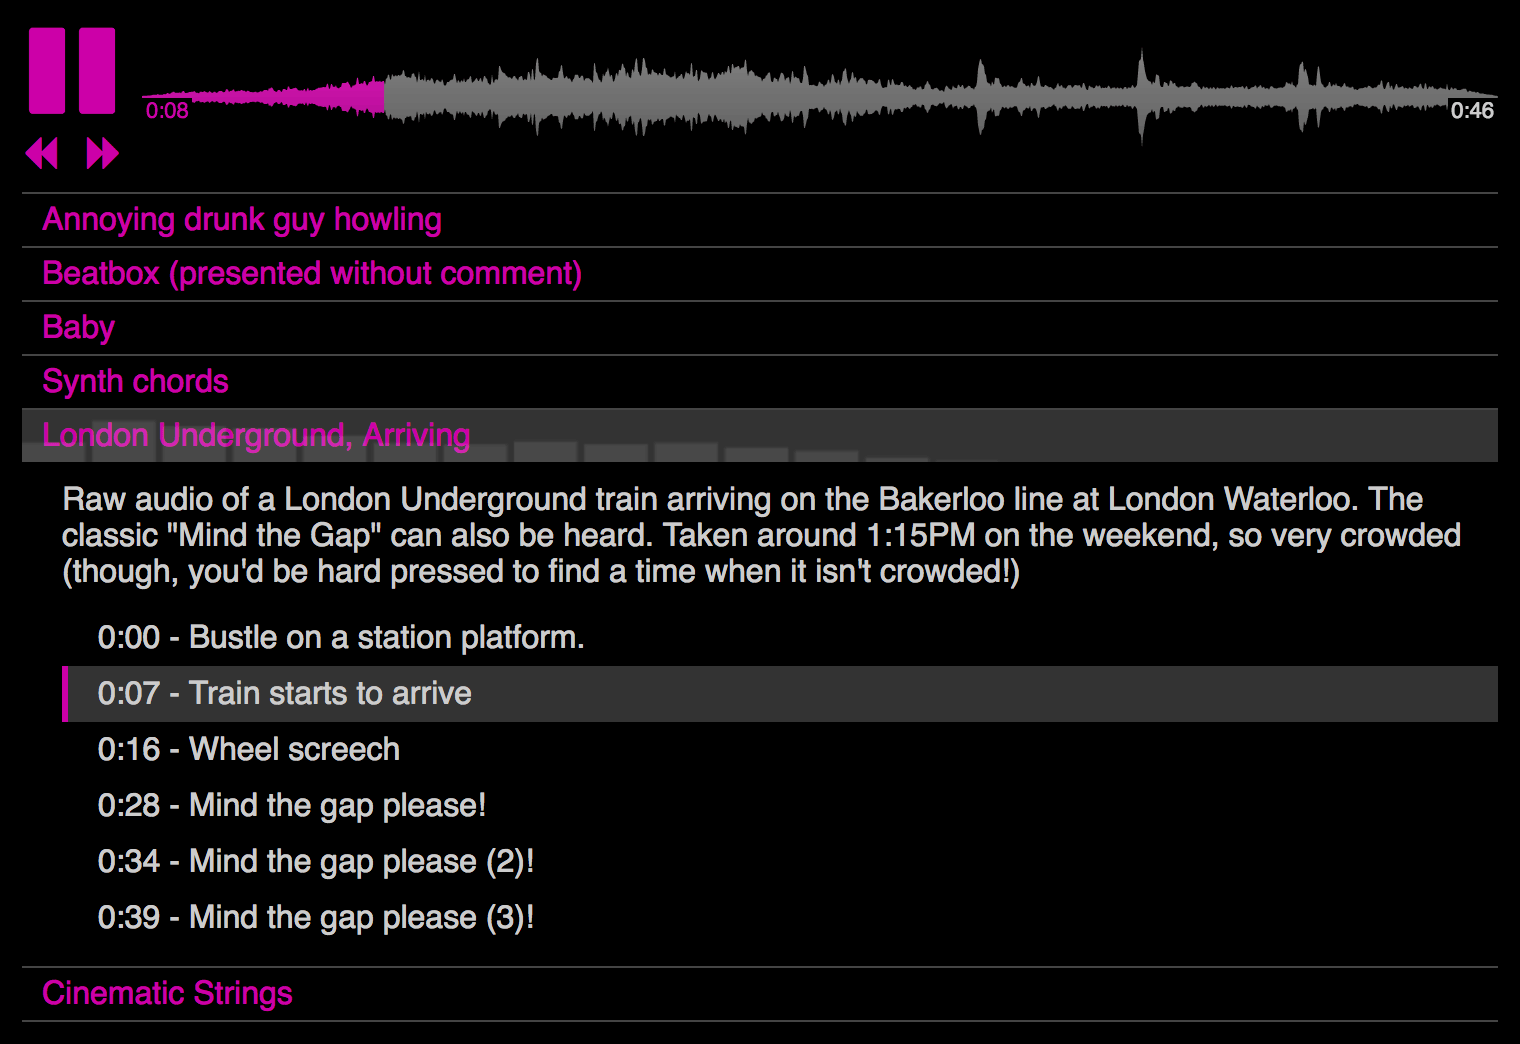 0:08
0:46
Annoying drunk guy howling
Beatbox (presented without comment)
Baby
Synth chords
London Underground, Arriving
Raw audio of a London Underground train arriving on the Bakerloo line at London Waterloo. The
classic "Mind the Gap" can also be heard. Taken around 1:15PM on the weekend, so very crowded
(though, you'd be hard pressed to find a time when it isn't crowded!)
0:00 - Bustle on a station platform.
0:07 - Train starts to arrive
0:16 - Wheel screech
0:28 - Mind the gap please!
0:34 - Mind the gap please (2)!
0:39 - Mind the gap please (3)!
Cinematic Strings